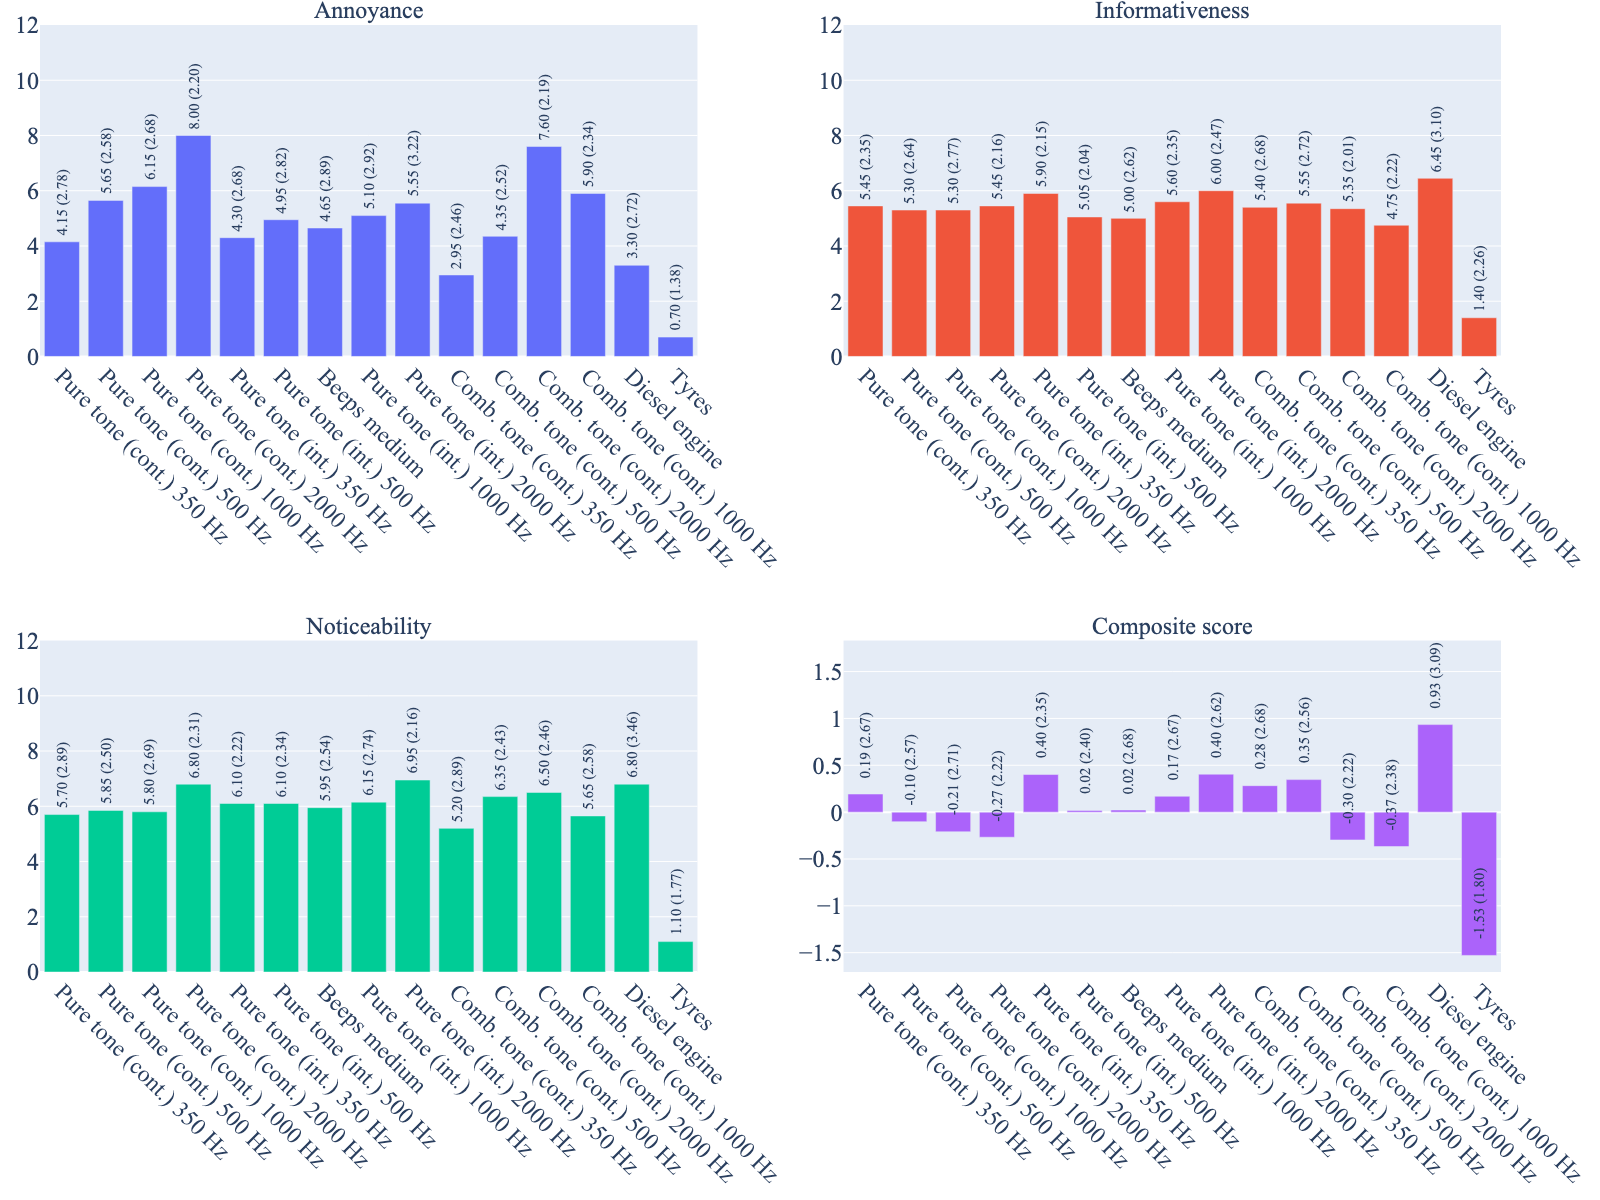 Annoyance
12
10
8
6
4
2
0
4.15 (2.78)
5.65 (2.58)
6.15 (2.68)
8.00 (2.20)
4.30 (2.68)
4.95 (2.82)
4.65 (2.89)
5.10 (2.92)
5.55 (3.22)
2.95 (2.46)
4.35 (2.52)
7.60 (2.19)
5.90 (2.34)
3.30 (2.72)
0.70 (1.38)
Pure tone (cont.) 350 Hz
Pure tone (cont.) 500 Hz
Pure tone (cont.) 1000 Hz
Pure tone (cont.) 2000 Hz
Pure tone (int.) 350 Hz
Pure tone (int.) 500 Hz
Beeps medium
Pure tone (int.) 1000 Hz
Pure tone (int.) 2000 Hz
Comb. tone (cont.) 350 Hz
Comb. tone (cont.) 500 Hz
Comb. tone (cont.) 2000 Hz
Comb. tone (cont.) 1000 Hz
Diesel engine
Tyres
Informativeness
12
10
8
6
4
2
0
5.45 (2.35)
5.30 (2.64)
5.30 (2.77)
5.45 (2.16)
5.90 (2.15)
5.05 (2.04)
5.00 (2.62)
5.60 (2.35)
6.00 (2.47)
5.40 (2.68)
5.55 (2.72)
5.35 (2.01)
4.75 (2.22)
6.45 (3.10)
1.40 (2.26)
Pure tone (cont.) 350 Hz
Pure tone (cont.) 500 Hz
Pure tone (cont.) 1000 Hz
Pure tone (cont.) 2000 Hz
Pure tone (int.) 350 Hz
Pure tone (int.) 500 Hz
Beeps medium
Pure tone (int.) 1000 Hz
Pure tone (int.) 2000 Hz
Comb. tone (cont.) 350 Hz
Comb. tone (cont.) 500 Hz
Comb. tone (cont.) 2000 Hz
Comb. tone (cont.) 1000 Hz
Diesel engine
Tyres
Noticeability
12
10
8
6
4
2
0
5.70 (2.89)
5.85 (2.50)
5.80 (2.69)
6.80 (2.31)
6.10 (2.22)
6.10 (2.34)
5.95 (2.54)
6.15 (2.74)
6.95 (2.16)
5.20 (2.89)
6.35 (2.43)
6.50 (2.46)
5.65 (2.58)
6.80 (3.46)
1.10 (1.77)
Pure tone (cont.) 350 Hz
Pure tone (cont.) 500 Hz
Pure tone (cont.) 1000 Hz
Pure tone (cont.) 2000 Hz
Pure tone (int.) 350 Hz
Pure tone (int.) 500 Hz
Beeps medium
Pure tone (int.) 1000 Hz
Pure tone (int.) 2000 Hz
Comb. tone (cont.) 350 Hz
Comb. tone (cont.) 500 Hz
Comb. tone (cont.) 2000 Hz
Comb. tone (cont.) 1000 Hz
Diesel engine
Tyres
Composite score
1.5
1
0.5
0
−0.5
−1
−1.5
0.19 (2.67)
-0.10 (2.57)
-0.21 (2.71)
-0.27 (2.22)
0.40 (2.35)
0.02 (2.40)
0.02 (2.68)
0.17 (2.67)
0.40 (2.62)
0.28 (2.68)
0.35 (2.56)
-0.30 (2.22)
-0.37 (2.38)
0.93 (3.09)
-1.53 (1.80)
Pure tone (cont.) 350 Hz
Pure tone (cont.) 500 Hz
Pure tone (cont.) 1000 Hz
Pure tone (cont.) 2000 Hz
Pure tone (int.) 350 Hz
Pure tone (int.) 500 Hz
Beeps medium
Pure tone (int.) 1000 Hz
Pure tone (int.) 2000 Hz
Comb. tone (cont.) 350 Hz
Comb. tone (cont.) 500 Hz
Comb. tone (cont.) 2000 Hz
Comb. tone (cont.) 1000 Hz
Diesel engine
Tyres